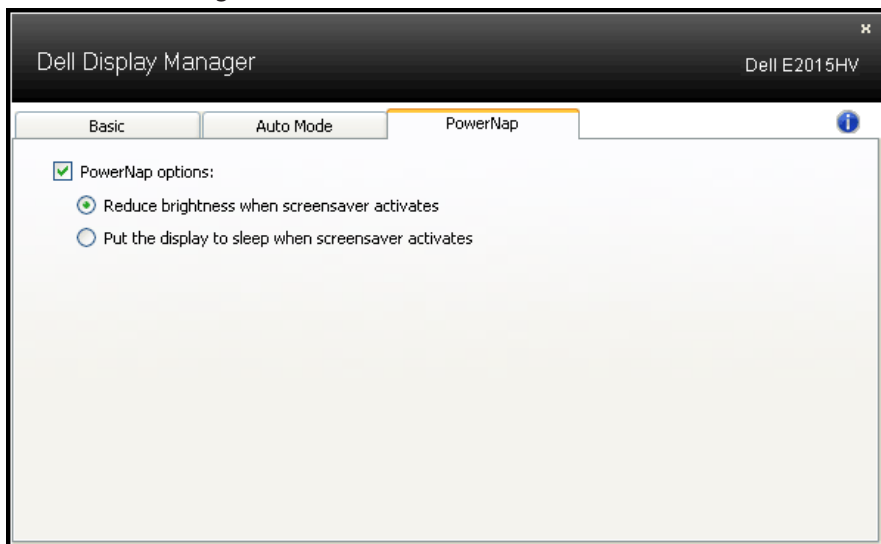 ×
Dell Display Manager
Dell E2015HV
Basic
Auto Mode
PowerNap
i
PowerNap options:
Reduce brightness when screensaver activates
Put the display to sleep when screensaver activates